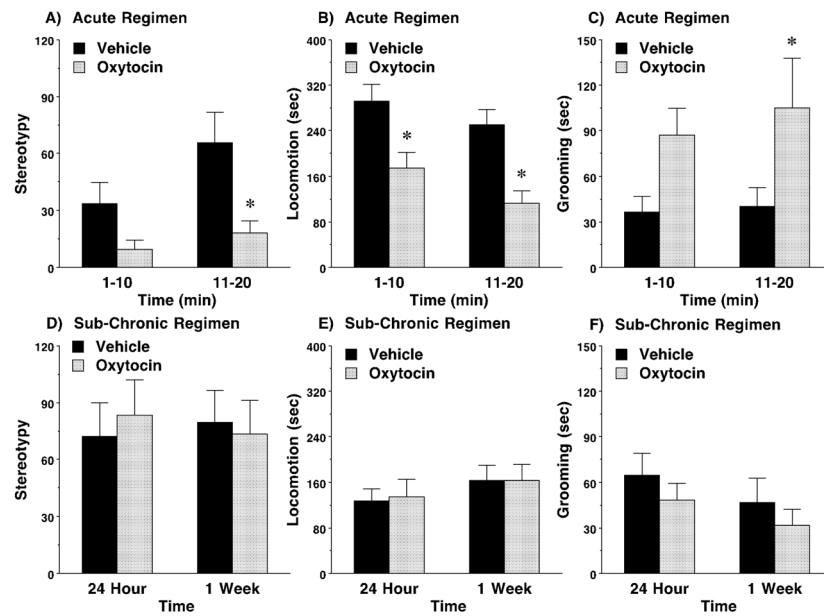 A) Acute Regimen
120
90
60
30
0
Stereotypy
Vehicle
Oxytocin
*
1-10
11-20
Time (min)
B) Acute Regimen
400
320
240
160
80
0
Locomotion (sec)
Vehicle
Oxytocin
*
*
1-10
11-20
Time (min)
C) Acute Regimen
150
120
90
60
30
0
Grooming (sec)
Vehicle
Oxytocin
*
1-10
11-20
Time (min)
D) Sub-Chronic Regimen
120
90
60
30
0
Stereotypy
Vehicle
Oxytocin
24 Hour
1 Week
Time
E) Sub-Chronic Regimen
400
320
240
160
80
0
Locomotion (sec)
Vehicle
Oxytocin
24 Hour
1 Week
Time
F) Sub-Chronic Regimen
150
120
90
60
30
0
Grooming (sec)
Vehicle
Oxytocin
24 Hour
1 Week
Time